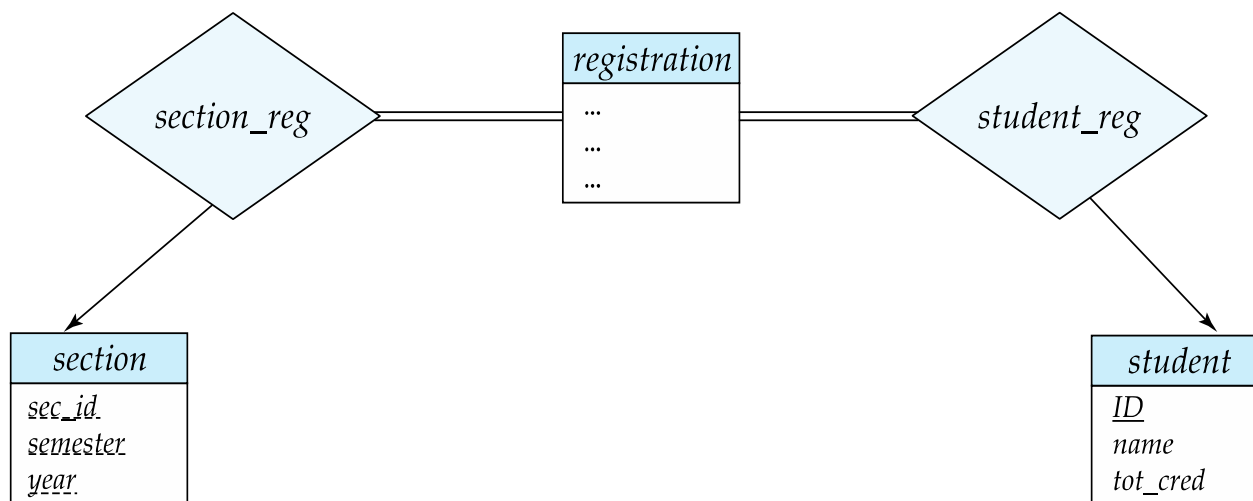 section_reg
registration
...
...
...
student_reg
section
sec_id
semester
year
student
ID
name
tot_cred